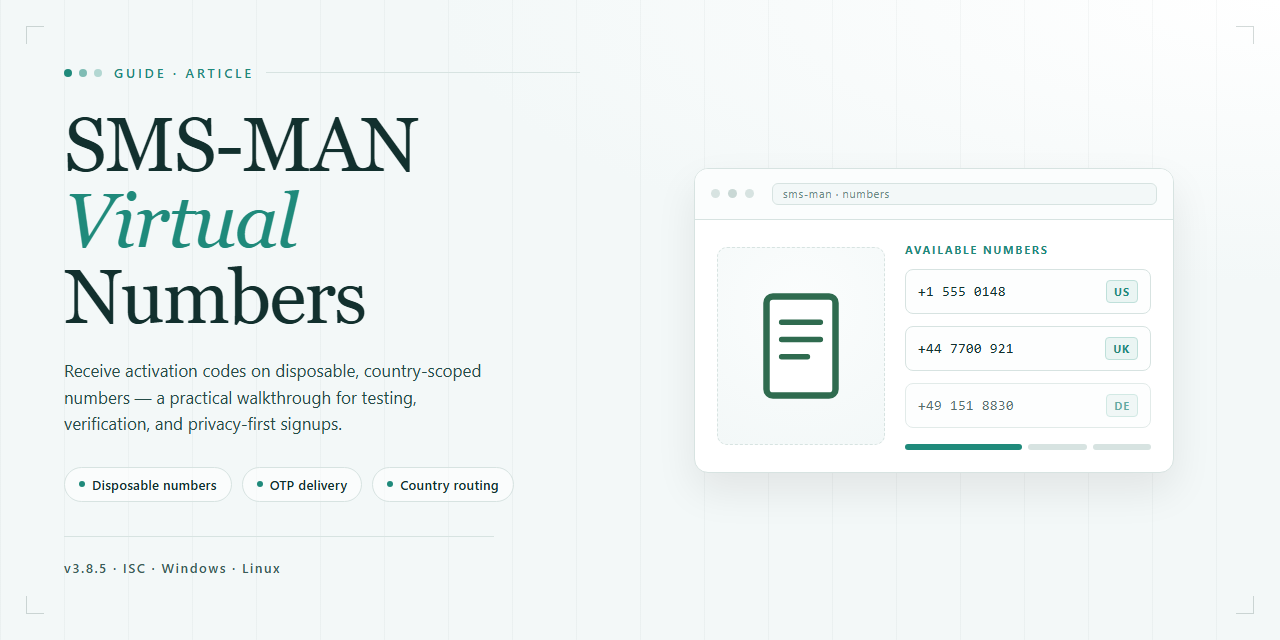 GUIDE · ARTICLE
SMS-MAN
Virtual
Numbers
Receive activation codes on disposable, country-scoped
numbers — a practical walkthrough for testing,
verification, and privacy-first signups.
Disposable numbers
OTP delivery
Country routing
v3.8.5 · ISC · Windows · Linux
sms-man · numbers
AVAILABLE NUMBERS
+1 555 0148 US
+44 7700 921 UK
+49 151 8830 DE